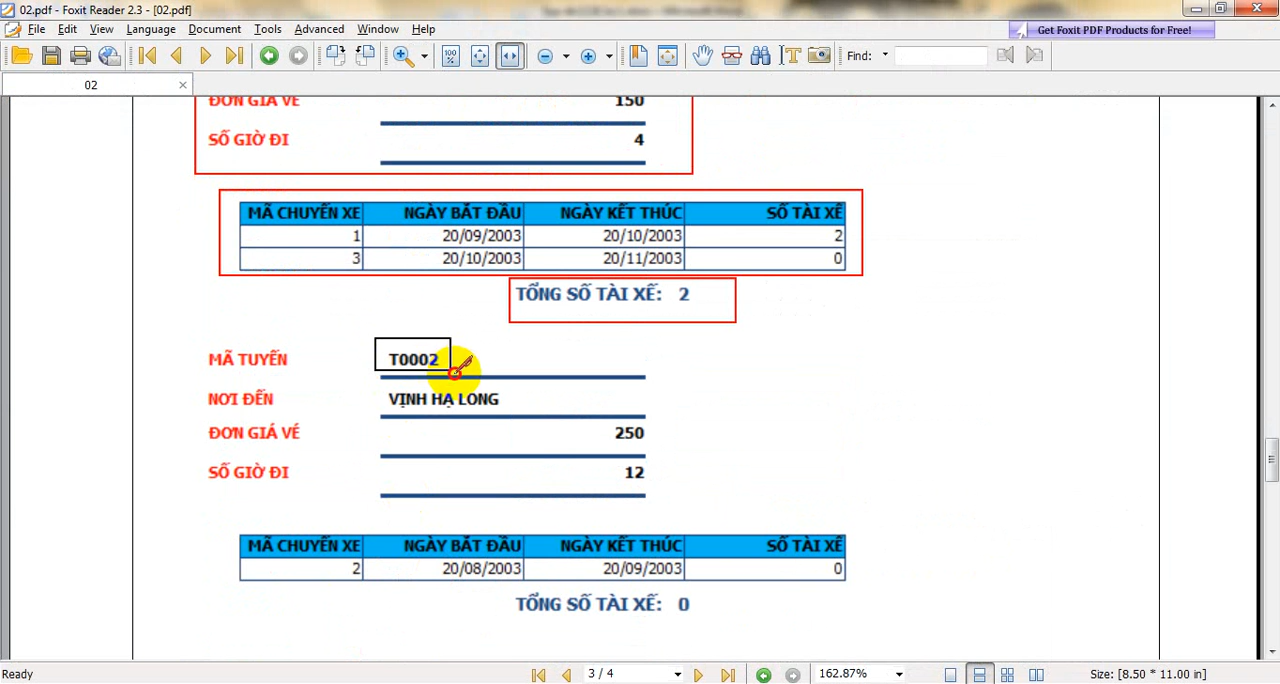 02.pdf - Foxit Reader 2.3 - [02.pdf]
File Edit View Language Document Tools Advanced Window Help
Get Foxit PDF Products for Free!
Find:
02
ĐƠN GIÁ VÉ 150
SỐ GIỜ ĐI 4
MÃ CHUYẾN XE NGÀY BẮT ĐẦU NGÀY KẾT THÚC SỐ TÀI XẾ
1 20/09/2003 20/10/2003 2
3 20/10/2003 20/11/2003 0
TỔNG SỐ TÀI XẾ: 2
MÃ TUYẾN T0002
NƠI ĐẾN VỊNH HẠ LONG
ĐƠN GIÁ VÉ 250
SỐ GIỜ ĐI 12
MÃ CHUYẾN XE NGÀY BẮT ĐẦU NGÀY KẾT THÚC SỐ TÀI XẾ
2 20/08/2003 20/09/2003 0
TỔNG SỐ TÀI XẾ: 0
Ready 3 / 4 162.87% Size: [8.50 * 11.00 in]